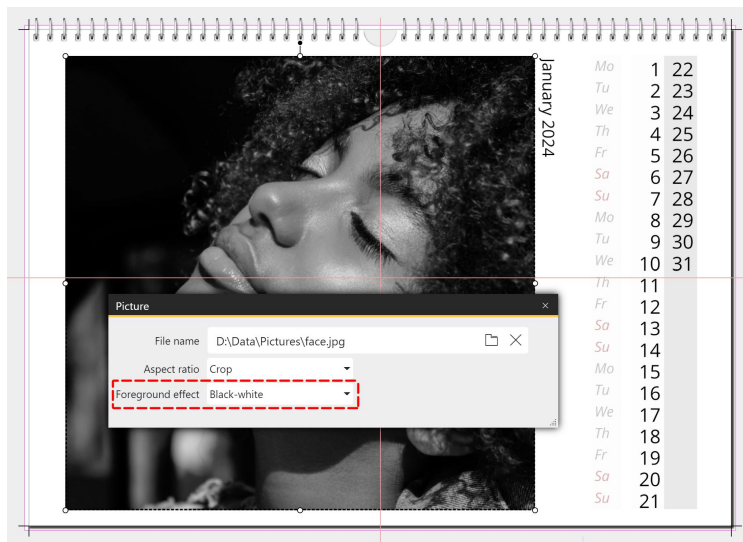 January 2024
Mo 1 22
Tu 2 23
We 3 24
Th 4 25
Fr 5 26
Sa 6 27
Su 7 28
Mo 8 29
Tu 9 30
We 10 31
Th 11
Fr 12
Sa 13
Su 14
Mo 15
Tu 16
We 17
Th 18
Fr 19
Sa 20
Su 21
Picture
File name D:\Data\Pictures\face.jpg
Aspect ratio Crop
Foreground effect Black-white